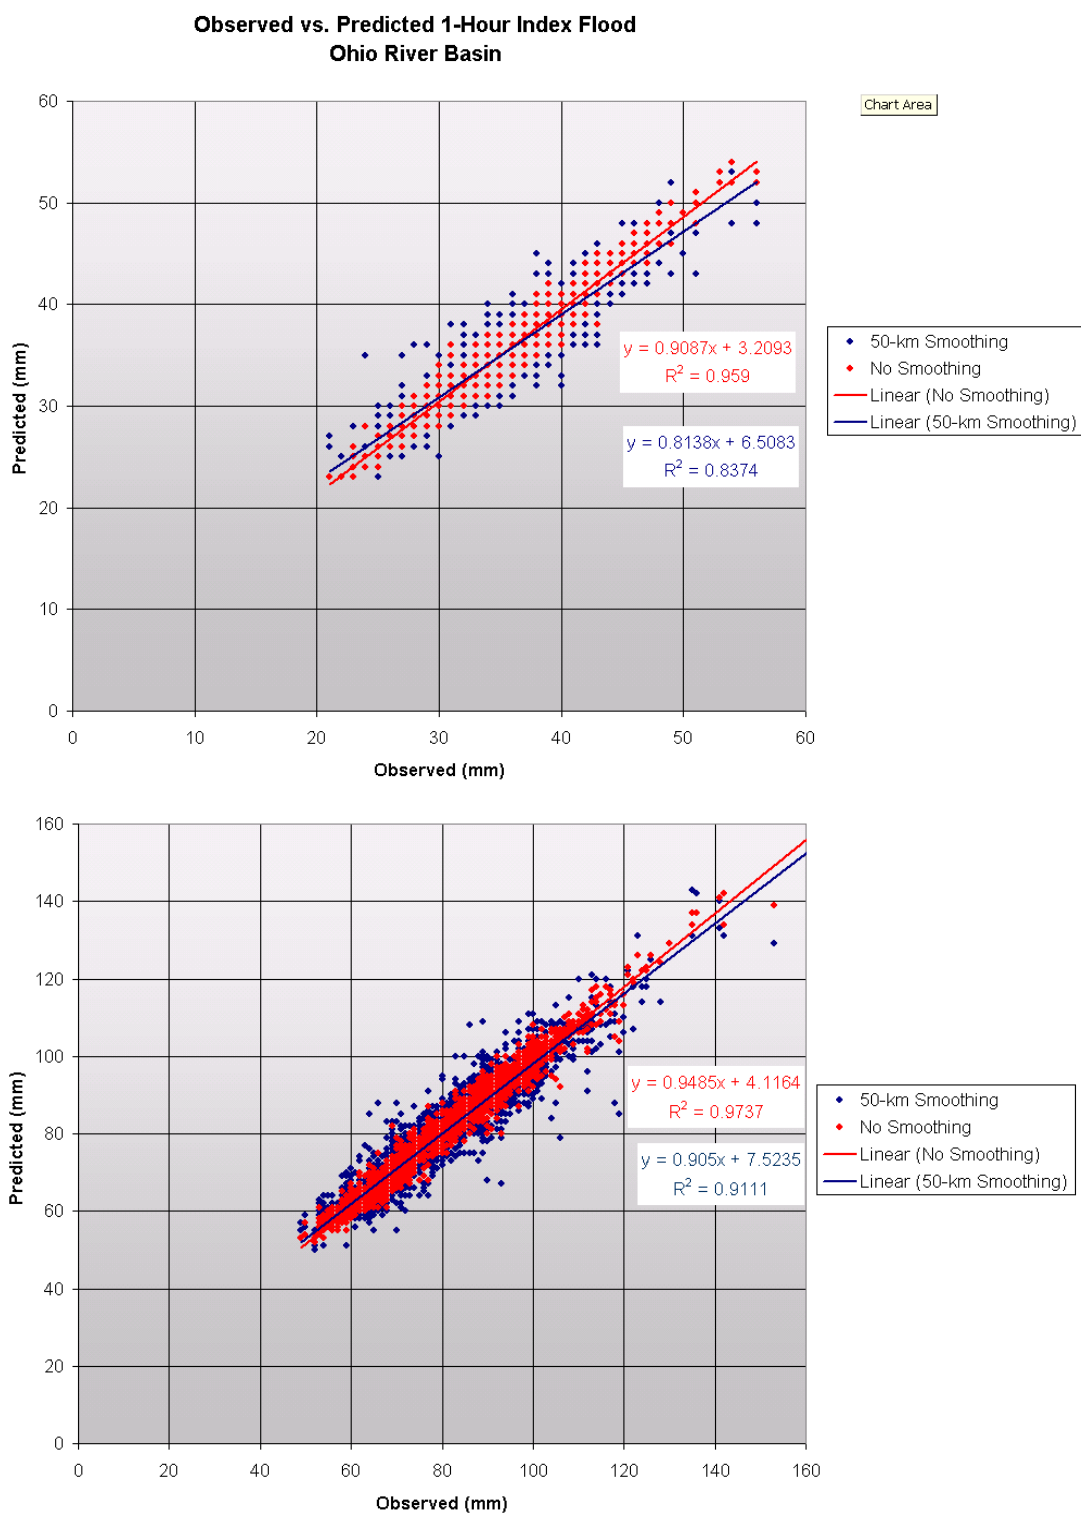 Observed vs. Predicted 1-Hour Index Flood
Ohio River Basin
Chart Area
60
50
40
30
20
10
0
Predicted (mm)
y = 0.9087x + 3.2093
R² = 0.959
y = 0.8138x + 6.5083
R² = 0.8374
50-km Smoothing
No Smoothing
Linear (No Smoothing)
Linear (50-km Smoothing)
0 10 20 30 40 50 60
Observed (mm)
160
140
120
100
80
60
40
20
0
Predicted (mm)
y = 0.9485x + 4.1164
R² = 0.9737
y = 0.905x + 7.5235
R² = 0.9111
50-km Smoothing
No Smoothing
Linear (No Smoothing)
Linear (50-km Smoothing)
0 20 40 60 80 100 120 140 160
Observed (mm)